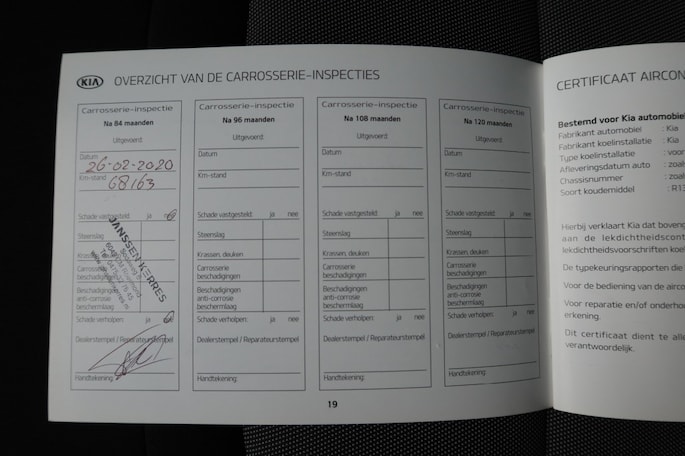 KIA OVERZICHT VAN DE CARROSSERIE-INSPECTIES
Carrosserie-inspectie
Na 84 maanden
Uitgevoerd:
Datum
26-02-2020
Km-stand
68163
Schade vastgesteld: ja nee
Steenslag
Krassen, deuken
Carrosserie
beschadigingen
Beschadigingen
anti-corrosie
beschermlaag
Schade verholpen: ja nee
Dealerstempel / Reparateurstempel
Handtekening:
JANSSEN KERRES
Roermond
Carrosserie-inspectie
Na 96 maanden
Uitgevoerd:
Datum
Km-stand
Schade vastgesteld: ja nee
Steenslag
Krassen, deuken
Carrosserie
beschadigingen
Beschadigingen
anti-corrosie
beschermlaag
Schade verholpen: ja nee
Dealerstempel / Reparateurstempel
Handtekening:
Carrosserie-inspectie
Na 108 maanden
Uitgevoerd:
Datum
Km-stand
Schade vastgesteld: ja nee
Steenslag
Krassen, deuken
Carrosserie
beschadigingen
Beschadigingen
anti-corrosie
beschermlaag
Schade verholpen: ja nee
Dealerstempel / Reparateurstempel
Handtekening:
Carrosserie-inspectie
Na 120 maanden
Uitgevoerd:
Datum
Km-stand
Schade vastgesteld: ja nee
Steenslag
Krassen, deuken
Carrosserie
beschadigingen
Beschadigingen
anti-corrosie
beschermlaag
Schade verholpen: ja nee
Dealerstempel / Reparateurstempel
Handtekening:
19
CERTIFICAAT AIRCON
Bestemd voor Kia automobiel
Fabrikant automobiel : Kia
Fabrikant koelinstallatie : Kia
Type koelinstallatie : voor
Afleveringsdatum auto : zoals
Chassisnummer : zoals
Soort koudemiddel : R13
Hierbij verklaart Kia dat boveng
aan de lekdichtheidscont
lekdichtheidsvoorschriften koe
De typekeuringsrapporten die
Voor de bediening van de airco
Voor reparatie en/of onderhou
erkening.
Dit certificaat dient te alle
verantwoordelijk.